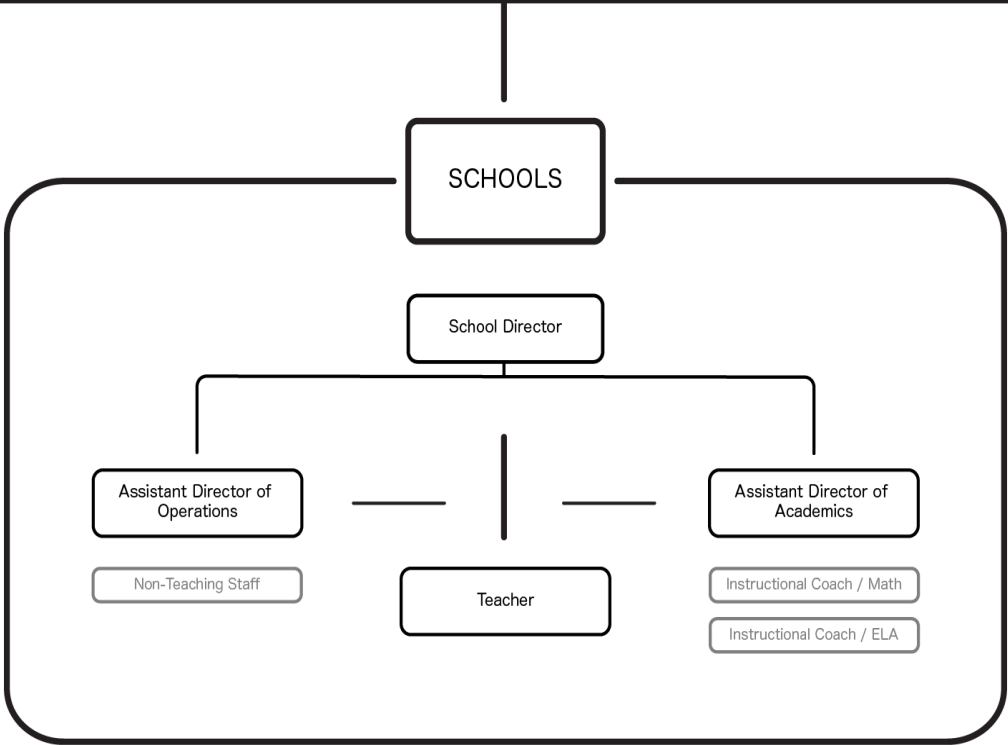 SCHOOLS
School Director
Assistant Director of
Operations
Non-Teaching Staff
Teacher
Assistant Director of
Academics
Instructional Coach / Math
Instructional Coach / ELA